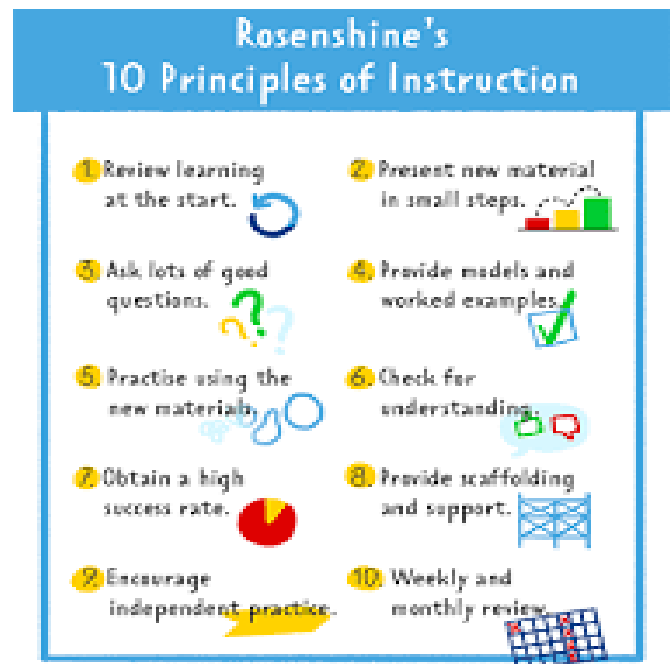 Rosenshine's
10 Principles of Instruction
1. Review learning
at the start.
2. Present new material
in small steps.
3. Ask lots of good
questions.
4. Provide models and
worked examples.
5. Practise using the
new materials.
6. Check for
understanding.
7. Obtain a high
success rate.
8. Provide scaffolding
and support.
9. Encourage
independent practice.
10. Weekly and
monthly review.